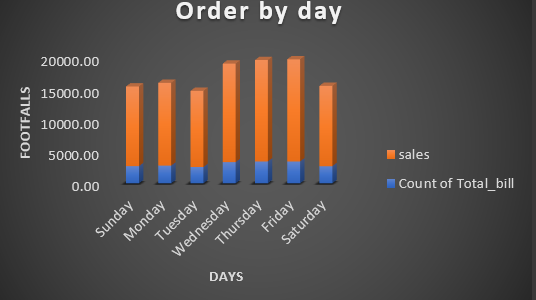 Order by day
FOOTFALLS
20000.00
15000.00
10000.00
5000.00
0.00
Sunday
Monday
Tuesday
Wednesday
Thursday
Friday
Saturday
DAYS
sales
Count of Total_bill